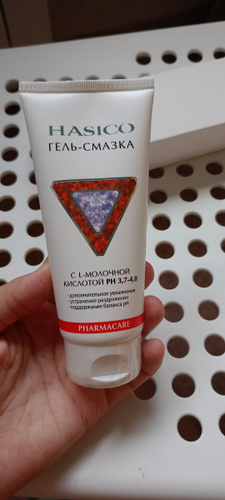 HASICO
ГЕЛЬ-СМАЗКА
С L-МОЛОЧНОЙ
КИСЛОТОЙ PH 3,7-4,0
·дополнительное увлажнение
·устранение раздражения
·поддержание баланса pH
PHARMACARE